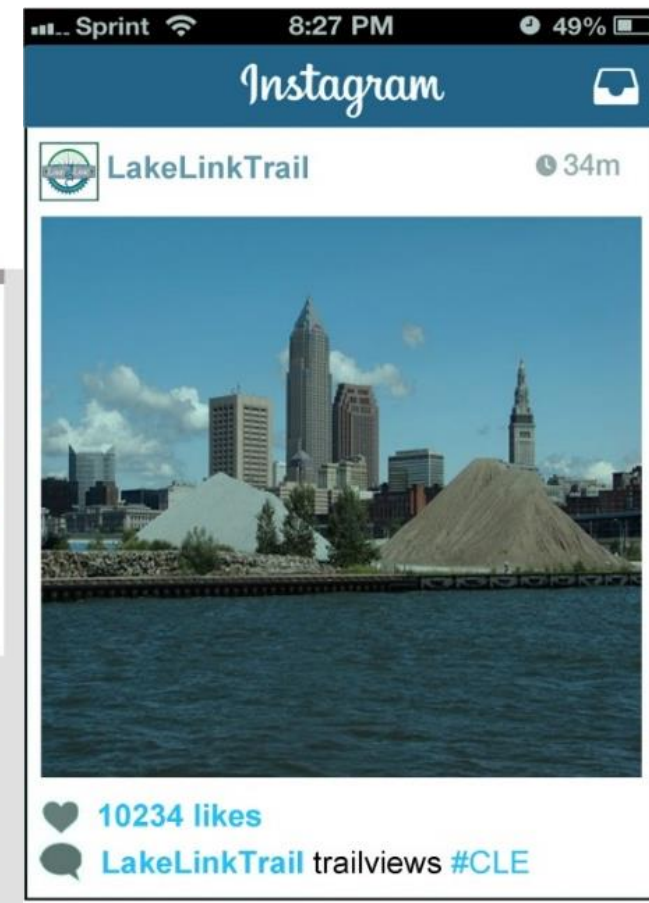 Sprint 8:27 PM 49%
Instagram
LakeLinkTrail 34m
10234 likes
LakeLinkTrail trailviews #CLE